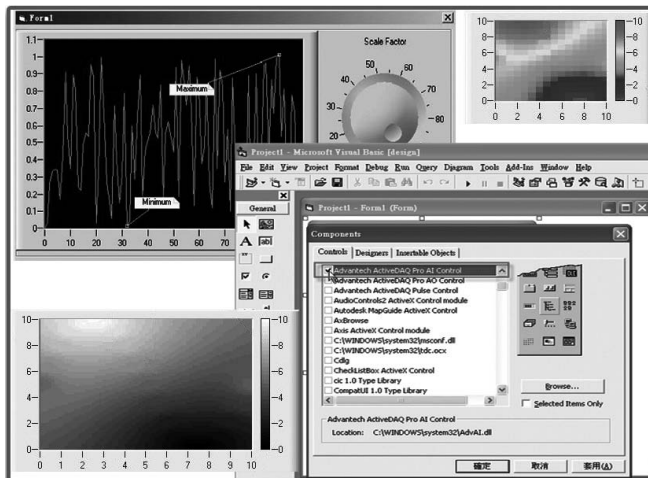 Form1
1.1
1
0.9
0.8
0.7
0.6
0.5
0.4
0.3
0.2
0.1
0
0 10 20 30 40 50 60 70
Maximum
Minimum
Scale Factor
20 30 40 50 60 70 80
10
8
6
4
2
0
0 2 4 6 8 10
10
8
6
4
2
0
Project1 - Microsoft Visual Basic [design]
File Edit View Project Format Debug Run Query Diagram Tools Add-Ins Window Help
General
A abl
Project1 - Form1 (Form)
Components
Controls Designers Insertable Objects
Advantech ActiveDAQ Pro AI Control
Advantech ActiveDAQ Pro AO Control
Advantech ActiveDAQ Pulse Control
AudioControls2 ActiveX Control module
Autodesk MapGuide ActiveX Control
AxBrowse
Axis ActiveX Control module
C:\WINDOWS\system32\msconf.dll
C:\WINDOWS\system32\tdc.ocx
Cdlg
CheckListBox ActiveX Control
cic 1.0 Type Library
CompatUI 1.0 Type Library
Browse...
Selected Items Only
Advantech ActiveDAQ Pro AI Control
Location: C:\WINDOWS\system32\AdvAI.dll
確定 取消 套用(A)
10
8
6
4
2
0
0 1 2 3 4 5 6 7 8 9 10
10
8
6
4
2
0